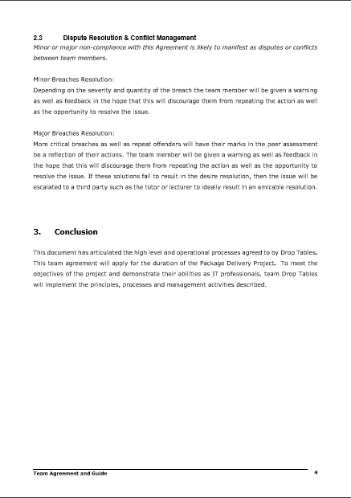 2.3 Dispute Resolution & Conflict Management
Minor or major non-compliance with this Agreement is likely to manifest as disputes or conflicts
between team members.
Minor Breaches Resolution:
Depending on the severity and quantity of the breach the team member will be given a warning
as well as feedback in the hope that this will discourage them from repeating the action as well
as the opportunity to resolve the issue.
Major Breaches Resolution:
More critical breaches as well as repeat offenders will have their marks in the peer assessment
be a reflection of their actions. The team member will be given a warning as well as feedback in
the hope that this will discourage them from repeating the action as well as the opportunity to
resolve the issue. If these solutions fail to result in the desire resolution, then the issue will be
escalated to a third party such as the tutor or lecturer to ideally result in an amicable resolution.
3. Conclusion
This document has articulated the high level and operational processes agreed to by Drop Tables.
This team agreement will apply for the duration of the Package Delivery Project. To meet the
objectives of the project and demonstrate their abilities as IT professionals, team Drop Tables
will implement the principles, processes and management activities described.
Team Agreement and Guide 4